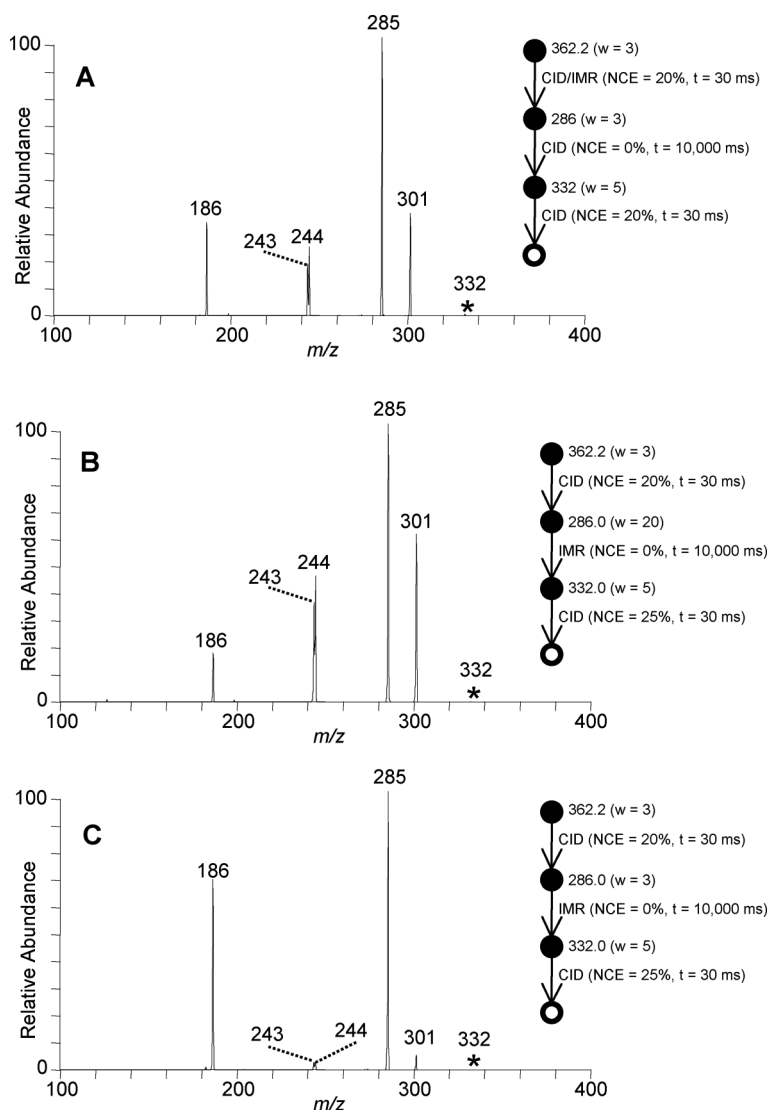 A
100
Relative Abundance
0
186
243
244
285
301
332
*
100
200
300
400
m/z
362.2 (w = 3)
CID/IMR (NCE = 20%, t = 30 ms)
286 (w = 3)
CID (NCE = 0%, t = 10,000 ms)
332 (w = 5)
CID (NCE = 20%, t = 30 ms)
B
100
Relative Abundance
0
186
243
244
285
301
332
*
100
200
300
400
m/z
362.2 (w = 3)
CID (NCE = 20%, t = 30 ms)
286.0 (w = 20)
IMR (NCE = 0%, t = 10,000 ms)
332.0 (w = 5)
CID (NCE = 25%, t = 30 ms)
C
100
Relative Abundance
0
186
243
244
285
301
332
*
100
200
300
400
m/z
362.2 (w = 3)
CID (NCE = 20%, t = 30 ms)
286.0 (w = 3)
IMR (NCE = 0%, t = 10,000 ms)
332.0 (w = 5)
CID (NCE = 25%, t = 30 ms)